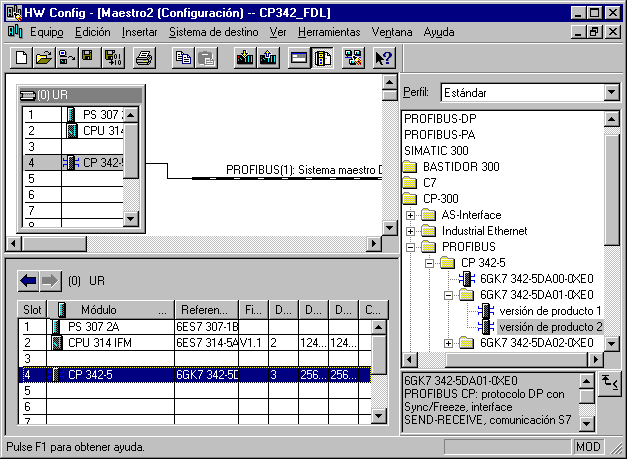 HW Config - [Maestro2 (Configuración) -- CP342_FDL]
Equipo Edición Insertar Sistema de destino Ver Herramientas Ventana Ayuda
(0) UR
1 PS 307 2
2 CPU 314
3
4 CP 342-5
5
6
7
8
PROFIBUS(1): Sistema maestro D
Perfil: Estándar
PROFIBUS-DP
PROFIBUS-PA
SIMATIC 300
BASTIDOR 300
C7
CP-300
AS-Interface
Industrial Ethernet
PROFIBUS
CP 342-5
6GK7 342-5DA00-0XE0
6GK7 342-5DA01-0XE0
versión de producto 1
versión de producto 2
6GK7 342-5DA02-0XE0
(0) UR
Slot Módulo ... Referen... Fi... D... D... D... C...
1 PS 307 2A 6ES7 307-1B
2 CPU 314 IFM 6ES7 314-5A V1.1 2 124... 124...
3
4 CP 342-5 6GK7 342-5D 3 256... 256...
5
6
7
6GK7 342-5DA01-0XE0
PROFIBUS CP: protocolo DP con
Sync/Freeze, interface
SEND-RECEIVE, comunicación S7
Pulse F1 para obtener ayuda.
MOD